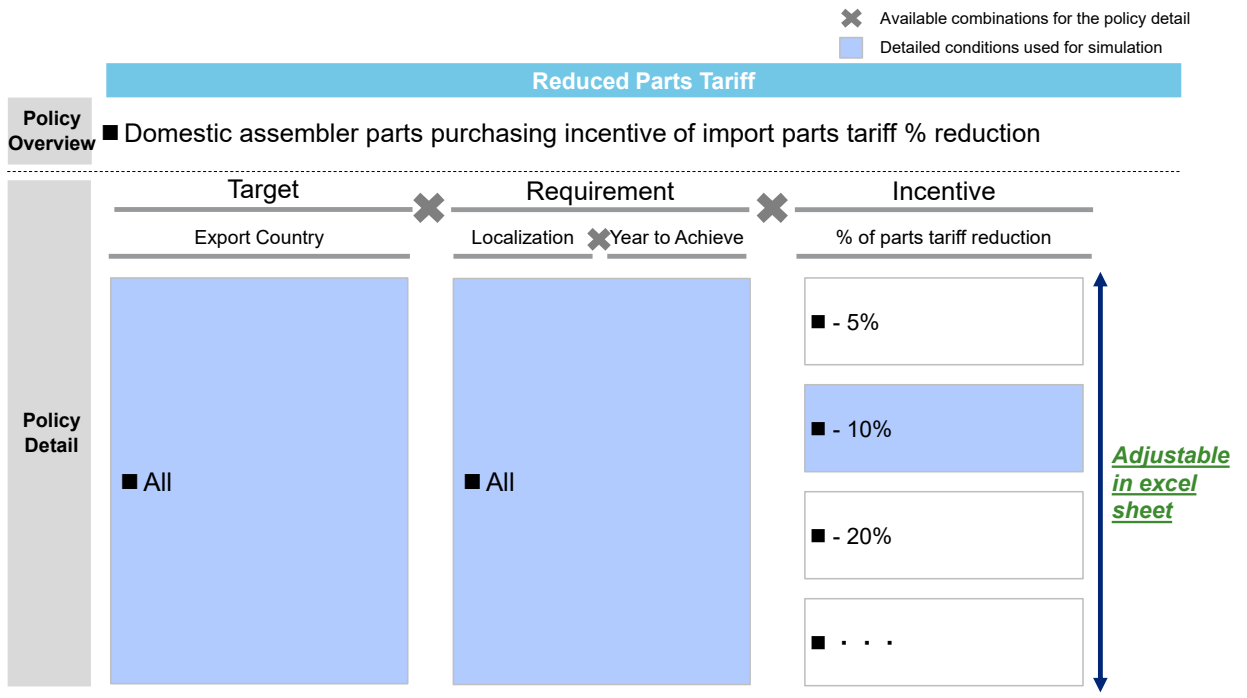 Available combinations for the policy detail
Detailed conditions used for simulation
Reduced Parts Tariff
Policy
Overview
■ Domestic assembler parts purchasing incentive of import parts tariff % reduction
Target
Requirement
Incentive
Export Country
Localization
Year to Achieve
% of parts tariff reduction
Policy
Detail
■ All
■ All
■ - 5%
■ - 10%
■ - 20%
■ ・・・
Adjustable
in excel
sheet